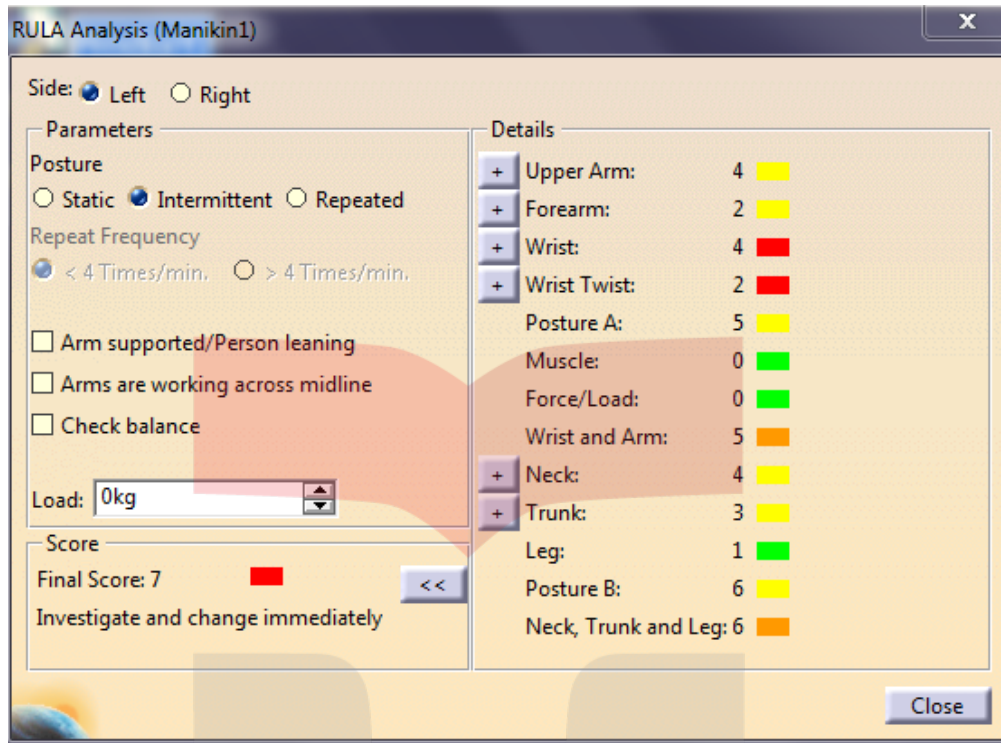 RULA Analysis (Manikin1)
X
Side: Left Right
Parameters
Posture
Static Intermittent Repeated
Repeat Frequency
< 4 Times/min. > 4 Times/min.
Arm supported/Person leaning
Arms are working across midline
Check balance
Load: 0kg
Score
Final Score: 7
<<
Investigate and change immediately
Details
+ Upper Arm: 4
+ Forearm: 2
+ Wrist: 4
+ Wrist Twist: 2
Posture A: 5
Muscle: 0
Force/Load: 0
Wrist and Arm: 5
+ Neck: 4
+ Trunk: 3
Leg: 1
Posture B: 6
Neck, Trunk and Leg: 6
Close